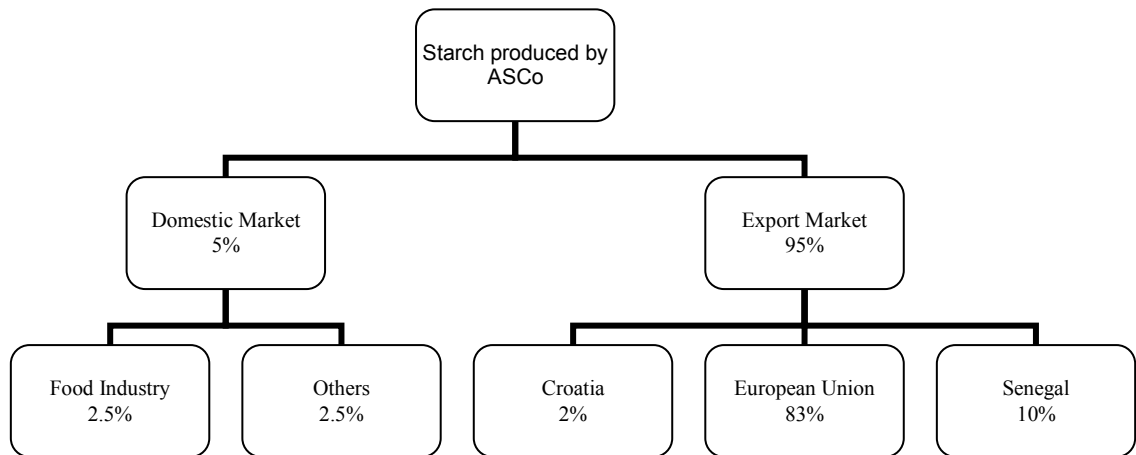 Starch produced by
ASCo
Domestic Market
5%
Export Market
95%
Food Industry
2.5%
Others
2.5%
Croatia
2%
European Union
83%
Senegal
10%